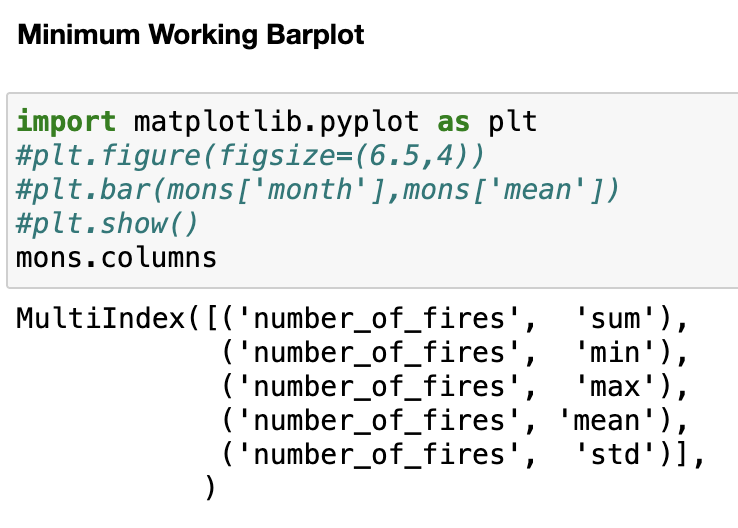 Minimum Working Barplot
import matplotlib.pyplot as plt
#plt.figure(figsize=(6.5,4))
#plt.bar(mons['month'],mons['mean'])
#plt.show()
mons.columns
MultiIndex([('number_of_fires',  'sum'),
            ('number_of_fires',  'min'),
            ('number_of_fires',  'max'),
            ('number_of_fires', 'mean'),
            ('number_of_fires',  'std')],
           )